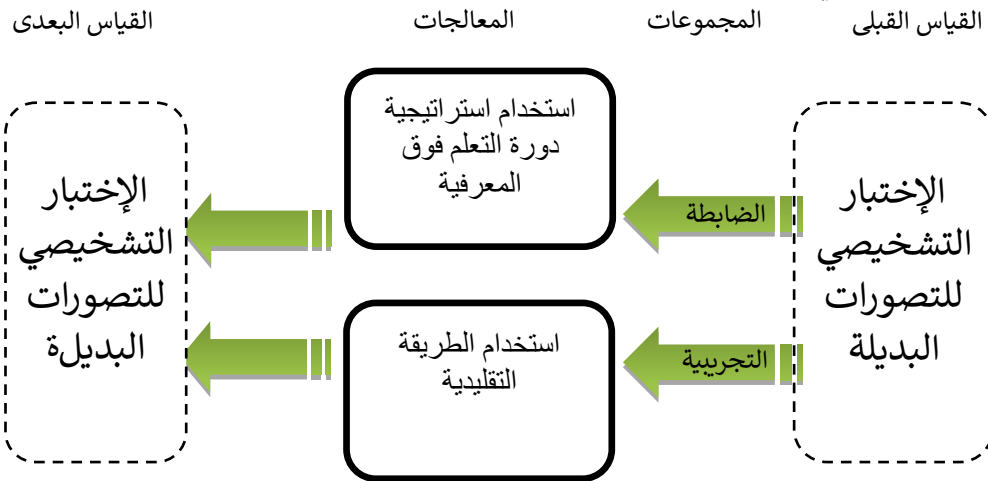 القياس القبلى
المجموعات
المعالجات
القياس البعدى
الإختبار
التشخيصي
للتصورات
البديلة
الضابطة
التجريبية
استخدام استراتيجية
دورة التعلم فوق
المعرفية
استخدام الطريقة
التقليدية
الإختبار
التشخيصي
للتصورات
البديلة